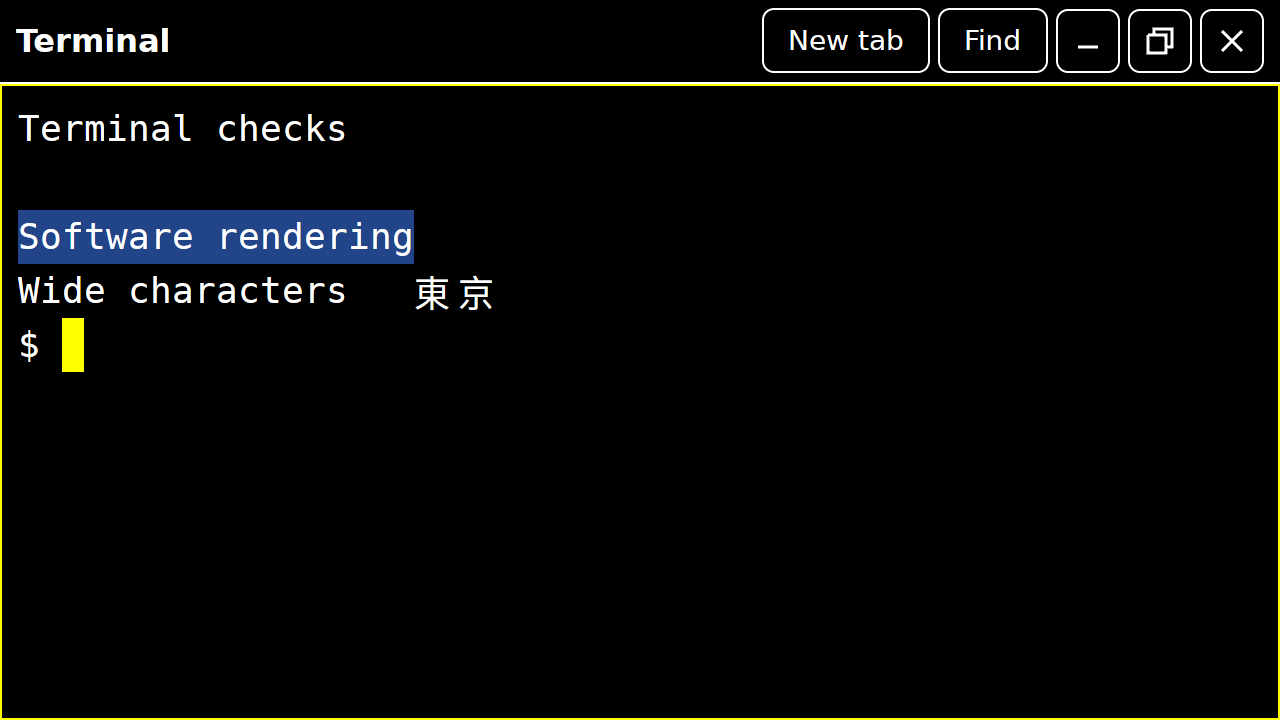 Terminal
New tab
Find
Terminal checks
Software rendering
Wide characters 東京
$